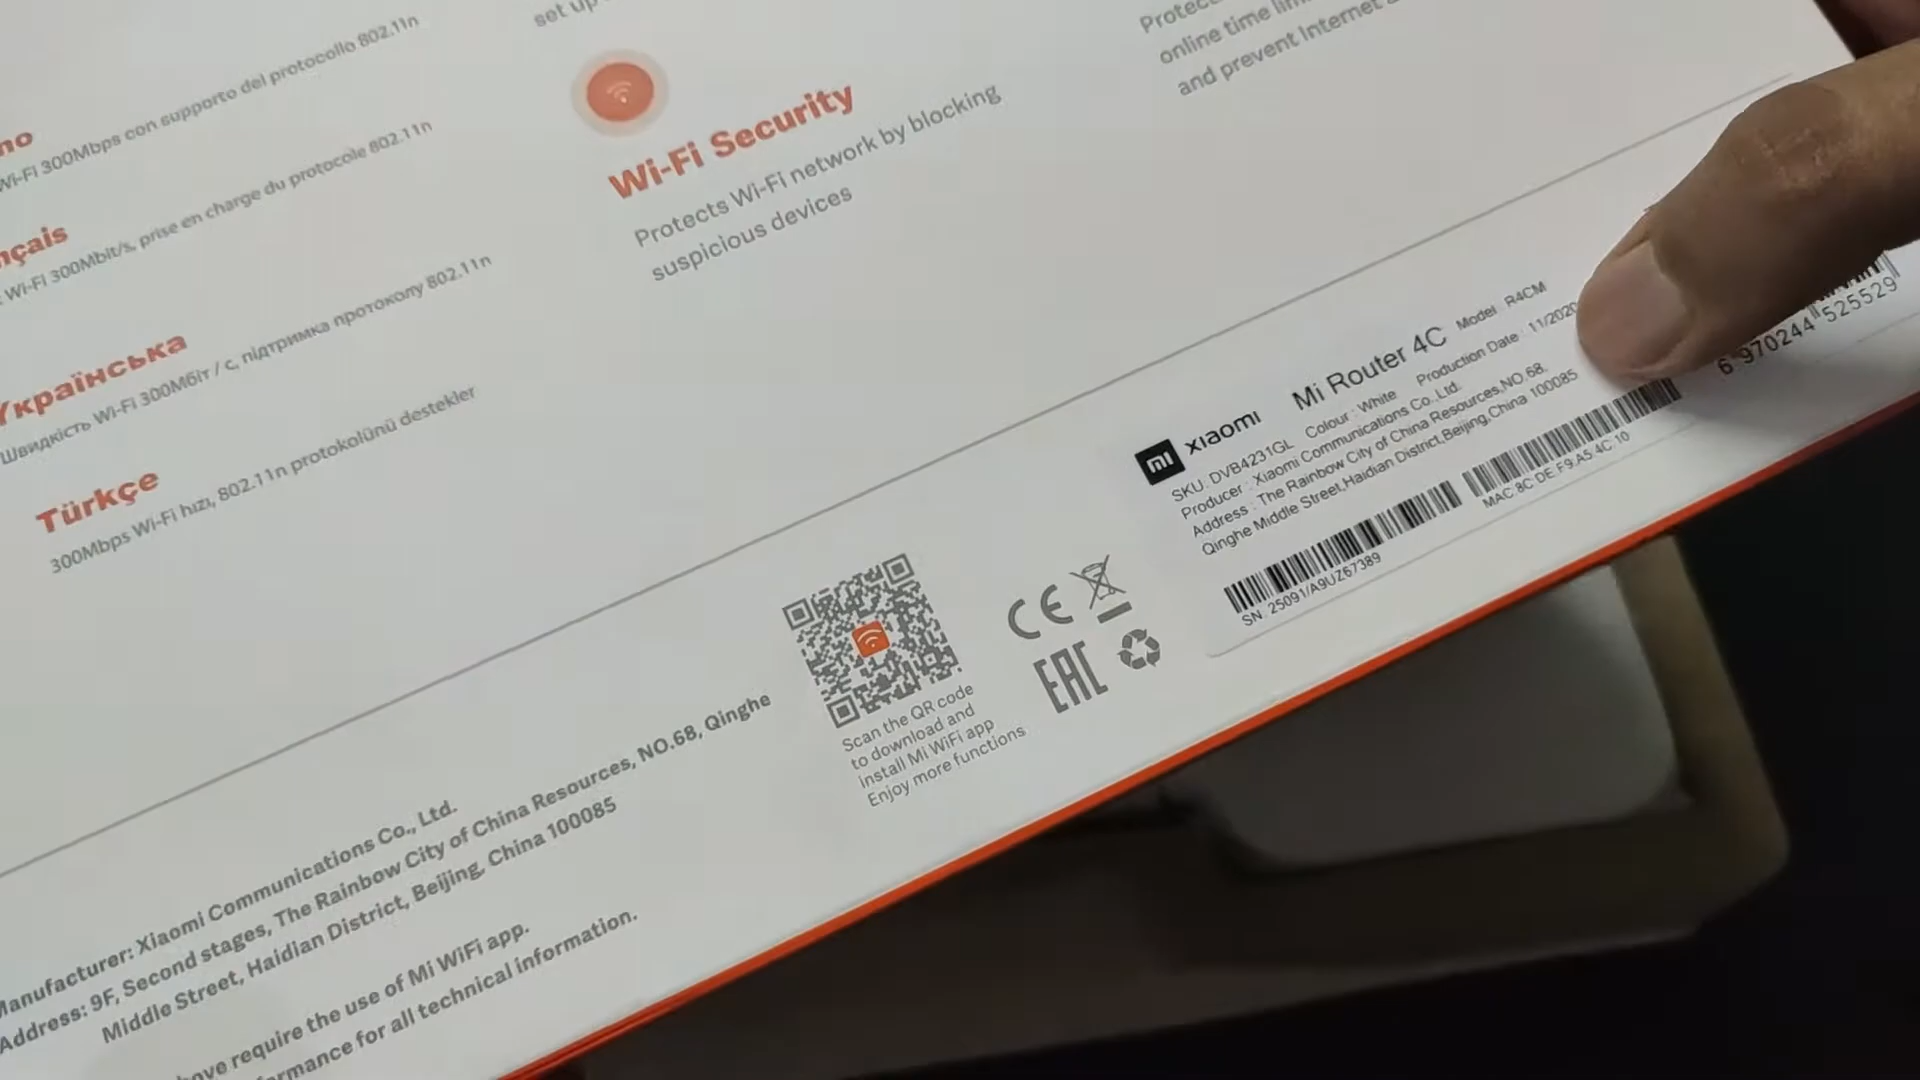 Wi-Fi 300Mbps con supporto del protocollo 802.11n
Wi-Fi 300Mbit/s, prise en charge du protocole 802.11n
Українська
Швидкість Wi-Fi 300Мбіт / с, підтримка протоколу 802.11n
Türkçe
300Mbps Wi-Fi hızı, 802.11n protokolünü destekler
set up
Wi-Fi Security
Protects Wi-Fi network by blocking
suspicious devices
online time
and prevent Internet
Manufacturer: Xiaomi Communications Co., Ltd.
Address: 9F, Second stages, The Rainbow City of China Resources, NO.68, Qinghe
Middle Street, Haidian District, Beijing, China 100085
require the use of Mi WiFi app.
for all technical information.
Scan the QR code
to download and
install Mi WiFi app
Enjoy more functions
CE
EAC
mi xiaomi Mi Router 4C Model : R4CM
SKU: DVB4231GL Colour : White Production Date : 11/2020
Producer : Xiaomi Communications Co.,Ltd.
Address : The Rainbow City of China Resources,NO.68,
Qinghe Middle Street,Haidian District,Beijing,China 100085
SN: 25091/A9UZ67389
MAC 8C:DE:F9:A5:4C:10
6 970244 525529